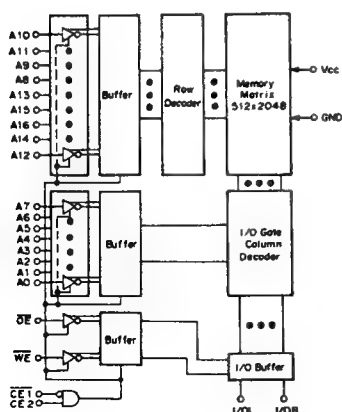 A10
A11
A9
A8
A13
A15
A16
A14
A12
Buffer
Row
Decoder
Memory
Matrix
512x2048
Vcc
GND
A7
A6
A5
A4
A3
A2
A1
A0
Buffer
I/O Gate
Column
Decoder
OE
WE
Buffer
I/O Buffer
CE1
CE2
I/O1
I/O8